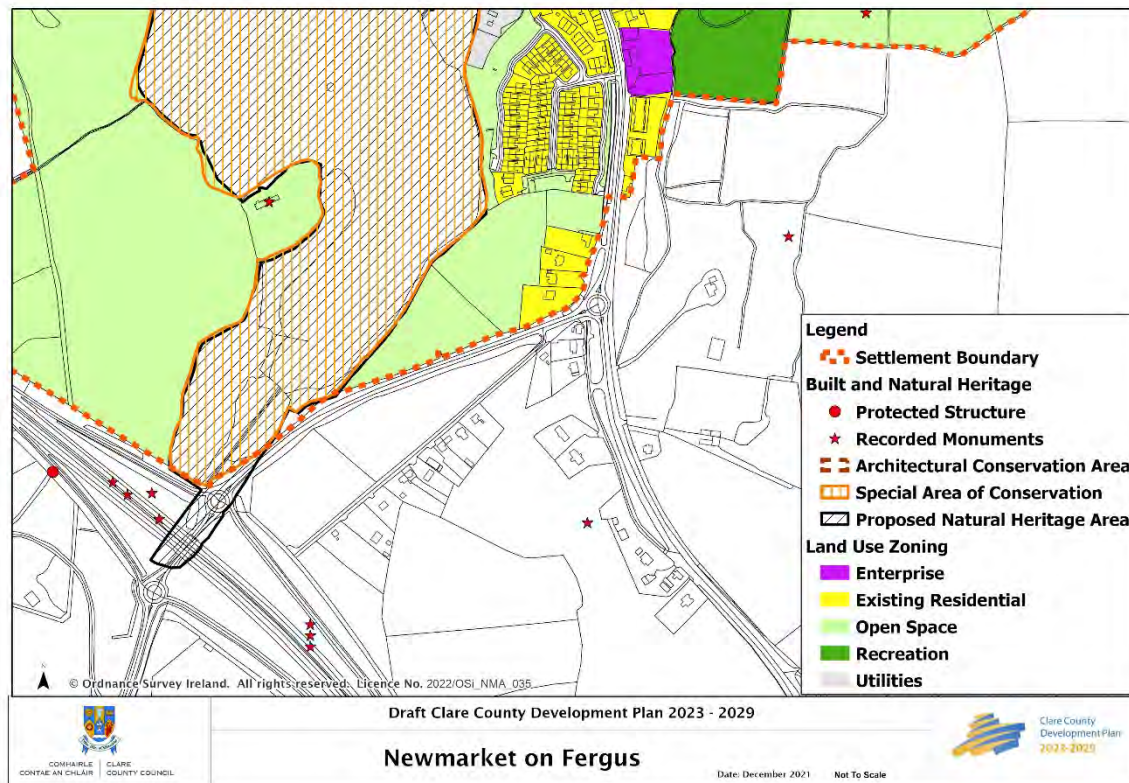 Legend
Settlement Boundary
Built and Natural Heritage
Protected Structure
Recorded Monuments
Architectural Conservation Area
Special Area of Conservation
Proposed Natural Heritage Area
Land Use Zoning
Enterprise
Existing Residential
Open Space
Recreation
Utilities
N
© Ordnance Survey Ireland. All rights reserved. Licence No. 2022/OSi_NMA_035
COMHAIRLE CLARE
CONTAE AN CHLÁIR COUNTY COUNCIL
Draft Clare County Development Plan 2023 - 2029
Newmarket on Fergus
Date: December 2021 Not To Scale
Clare County
Development Plan
2023-2029